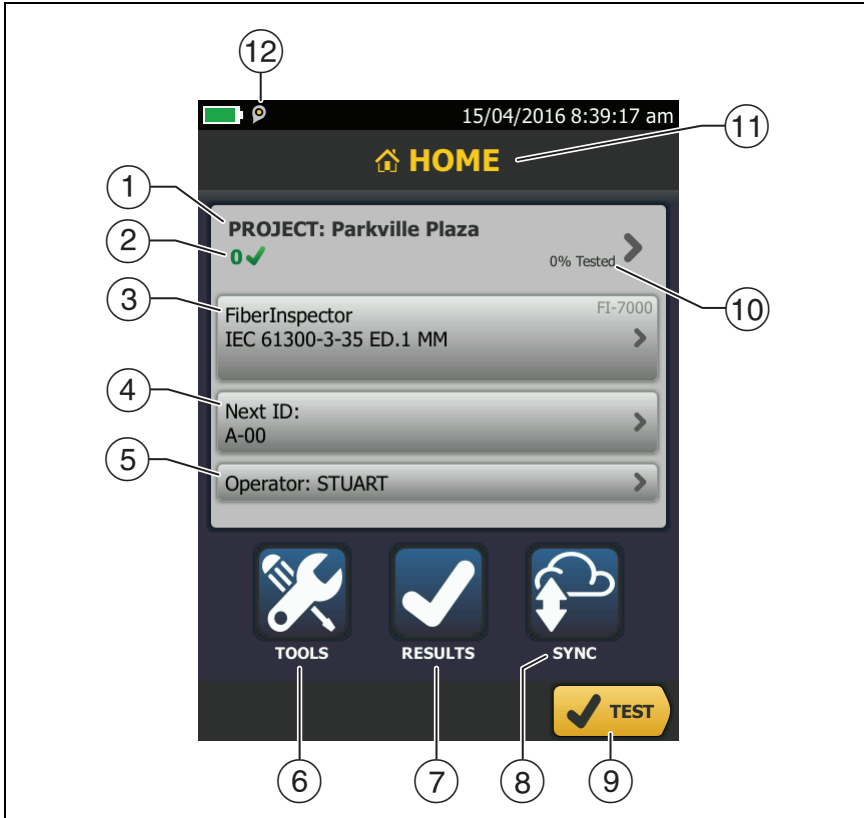 12
15/04/2016 8:39:17 am
11
HOME
1
PROJECT: Parkville Plaza
2
0
0% Tested
10
3
FiberInspector
FI-7000
IEC 61300-3-35 ED.1 MM
4
Next ID:
A-00
5
Operator: STUART
TOOLS
RESULTS
SYNC
TEST
6
7
8
9